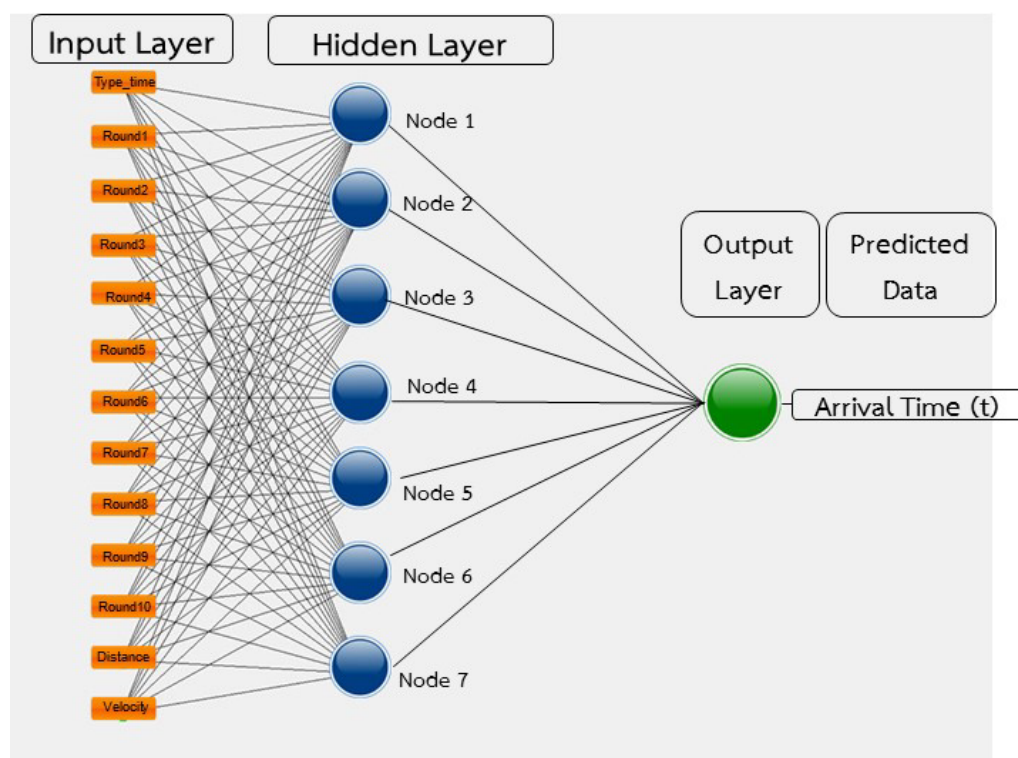 Input Layer
Hidden Layer
Type_time
Round1
Round2
Round3
Round4
Round5
Round6
Round7
Round8
Round9
Round10
Distance
Velocity
Node 1
Node 2
Node 3
Node 4
Node 5
Node 6
Node 7
Output
Layer
Predicted
Data
Arrival Time (t)